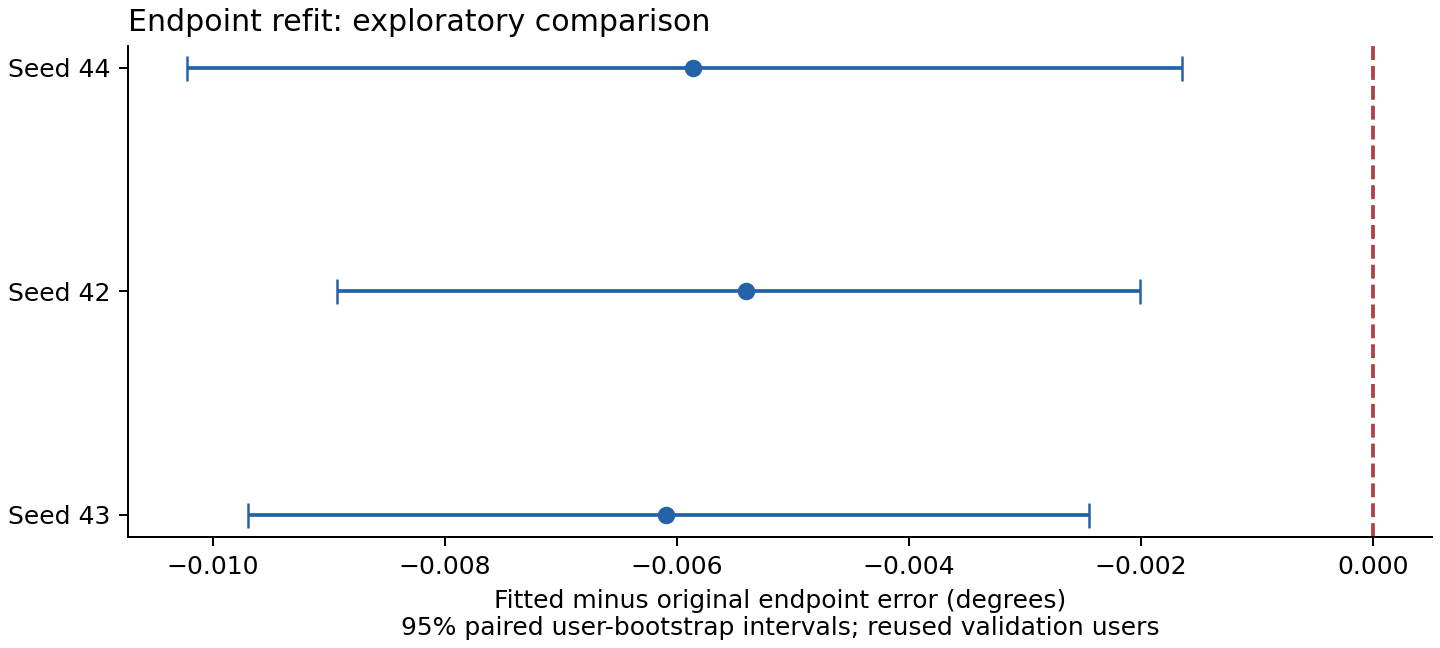 Endpoint refit: exploratory comparison
Seed 44
Seed 42
Seed 43
−0.010 −0.008 −0.006 −0.004 −0.002 0.000
Fitted minus original endpoint error (degrees)
95% paired user-bootstrap intervals; reused validation users